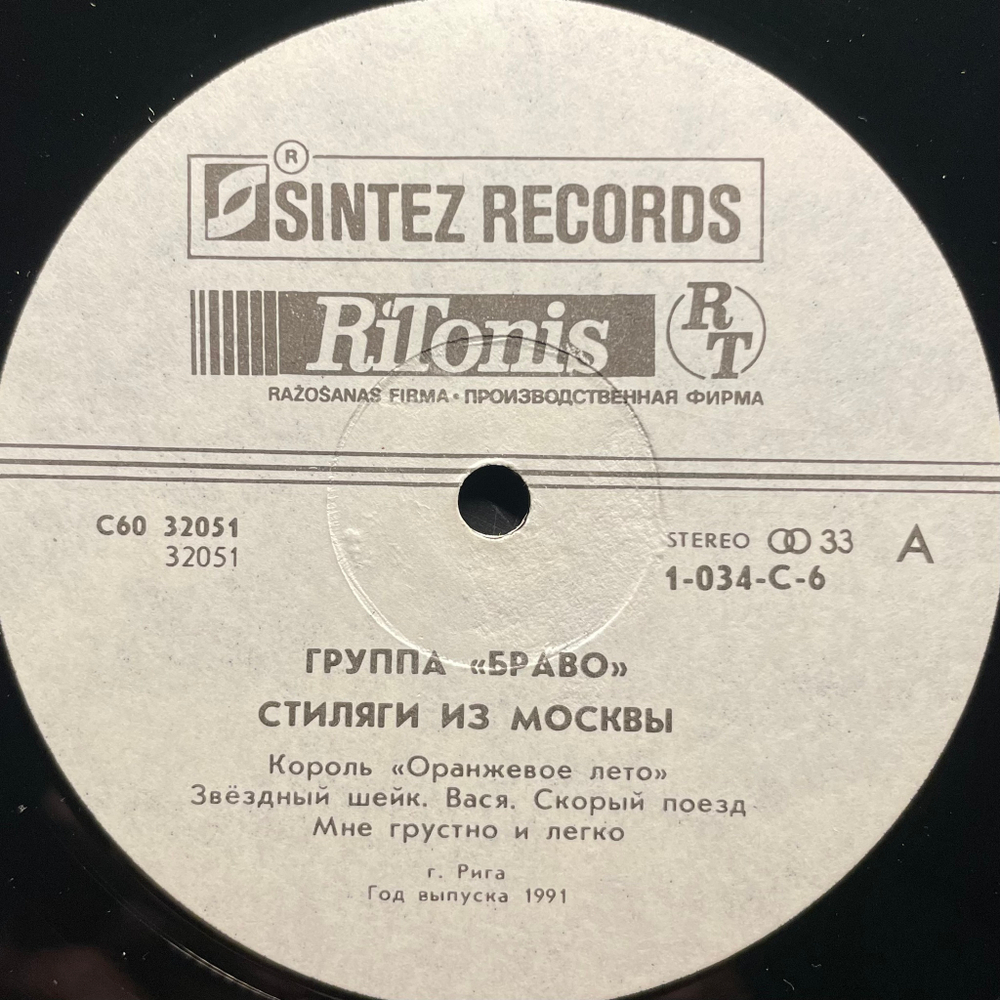 ®
SINTEZ RECORDS
RiTonis RT
RAŽOŠANAS FIRMA • ПРОИЗВОДСТВЕННАЯ ФИРМА
С60 32051
32051
STEREO 33 A
1-034-С-6
ГРУППА «БРАВО»
СТИЛЯГИ ИЗ МОСКВЫ
Король «Оранжевое лето»
Звёздный шейк. Вася. Скорый поезд
Мне грустно и легко
г. Рига
Год выпуска 1991